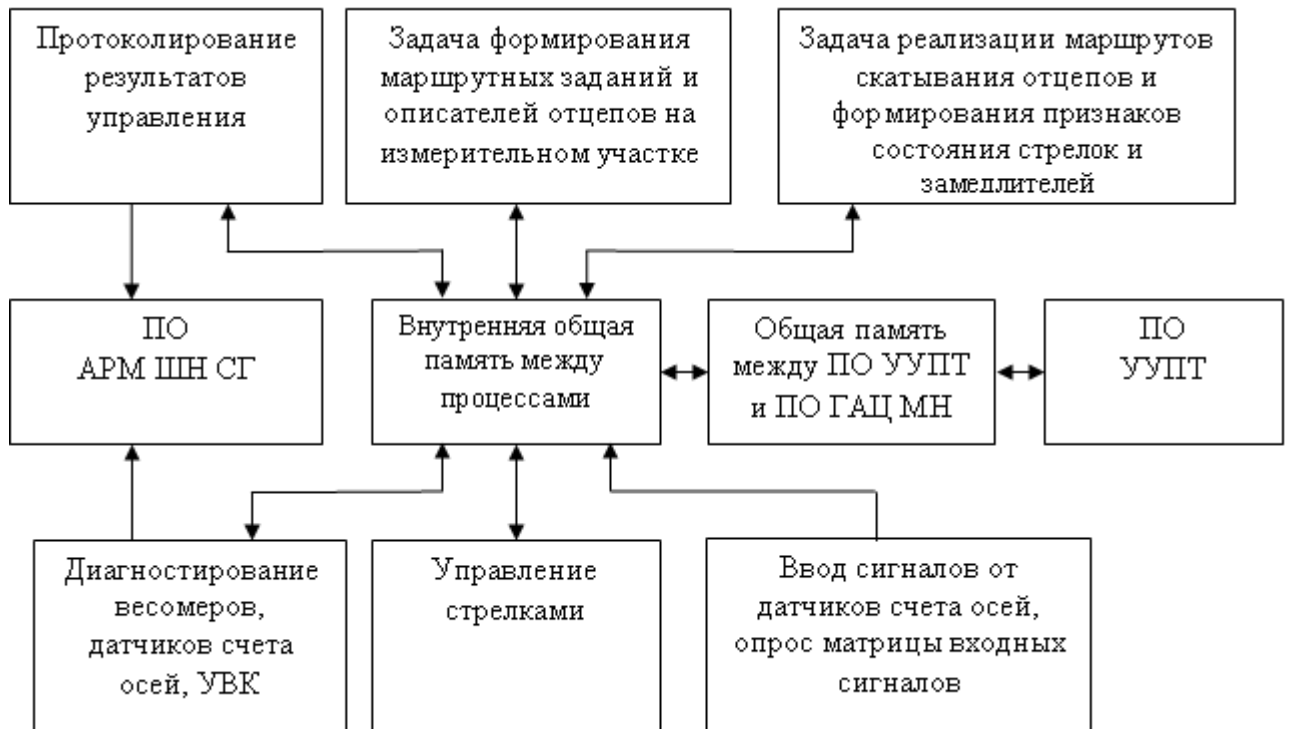 Протоколирование
результатов
управления
Задача формирования
маршрутных заданий и
описателей отцепов на
измерительном участке
Задача реализации маршрутов
скатывания отцепов и
формирования признаков
состояния стрелок и
замедлителей
ПО
АРМ ШН СГ
Внутренняя общая
память между
процессами
Общая память
между ПО УУПТ
и ПО ГАЦ МН
ПО
УУПТ
Диагностирование
весомеров,
датчиков счета
осей, УВК
Управление
стрелками
Ввод сигналов от
датчиков счета осей,
опрос матрицы входных
сигналов